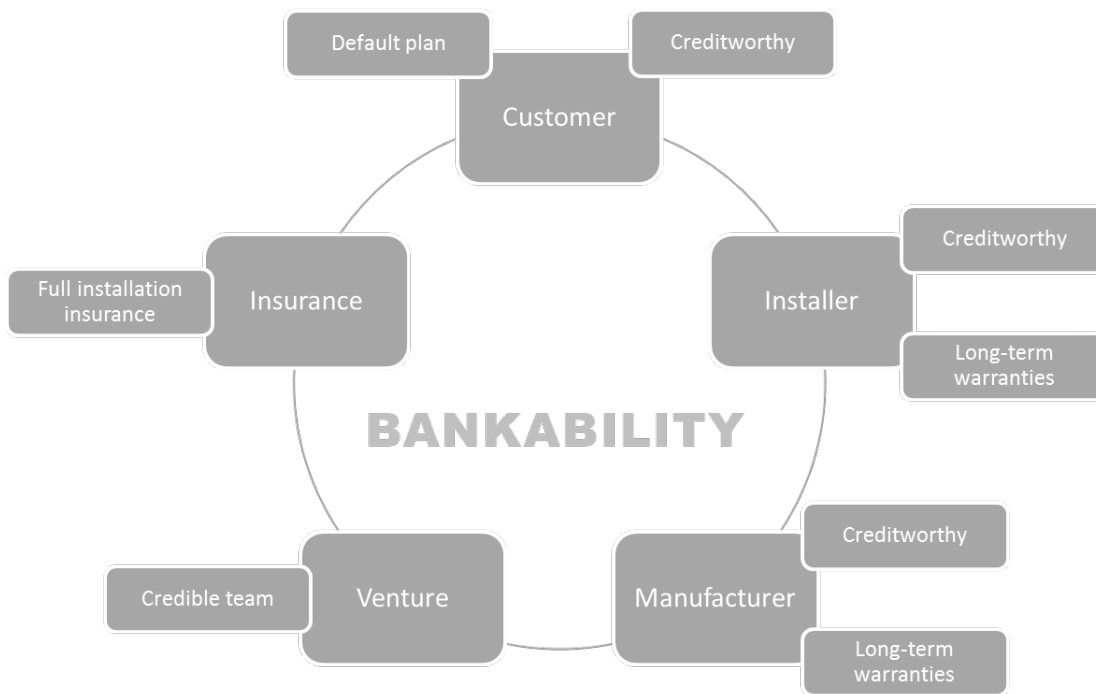 Default plan
Creditworthy
Customer
Creditworthy
Full installation
insurance
Insurance
Installer
Long-term
warranties
BANKABILITY
Creditworthy
Credible team
Venture
Manufacturer
Long-term
warranties